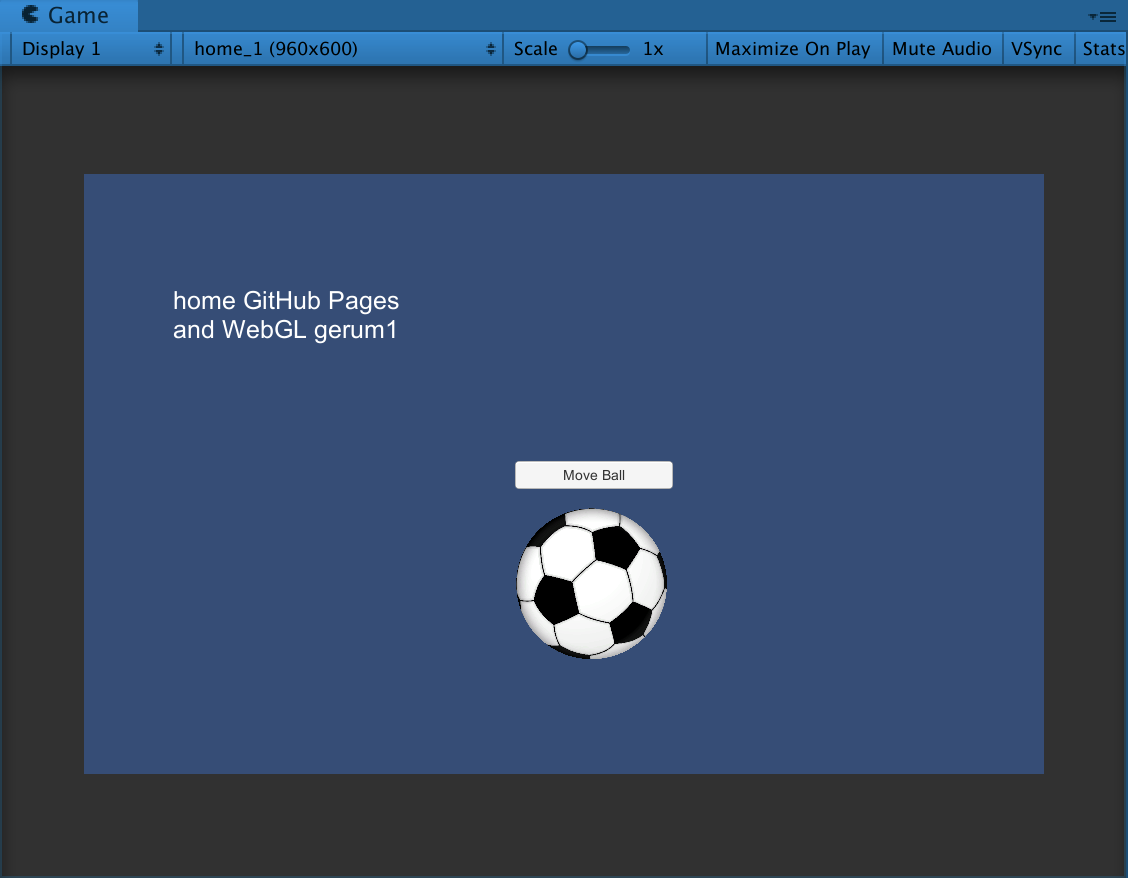 Game
Display 1 home_1 (960x600) Scale 1x Maximize On Play Mute Audio VSync Stats
home GitHub Pages
and WebGL gerum1
Move Ball